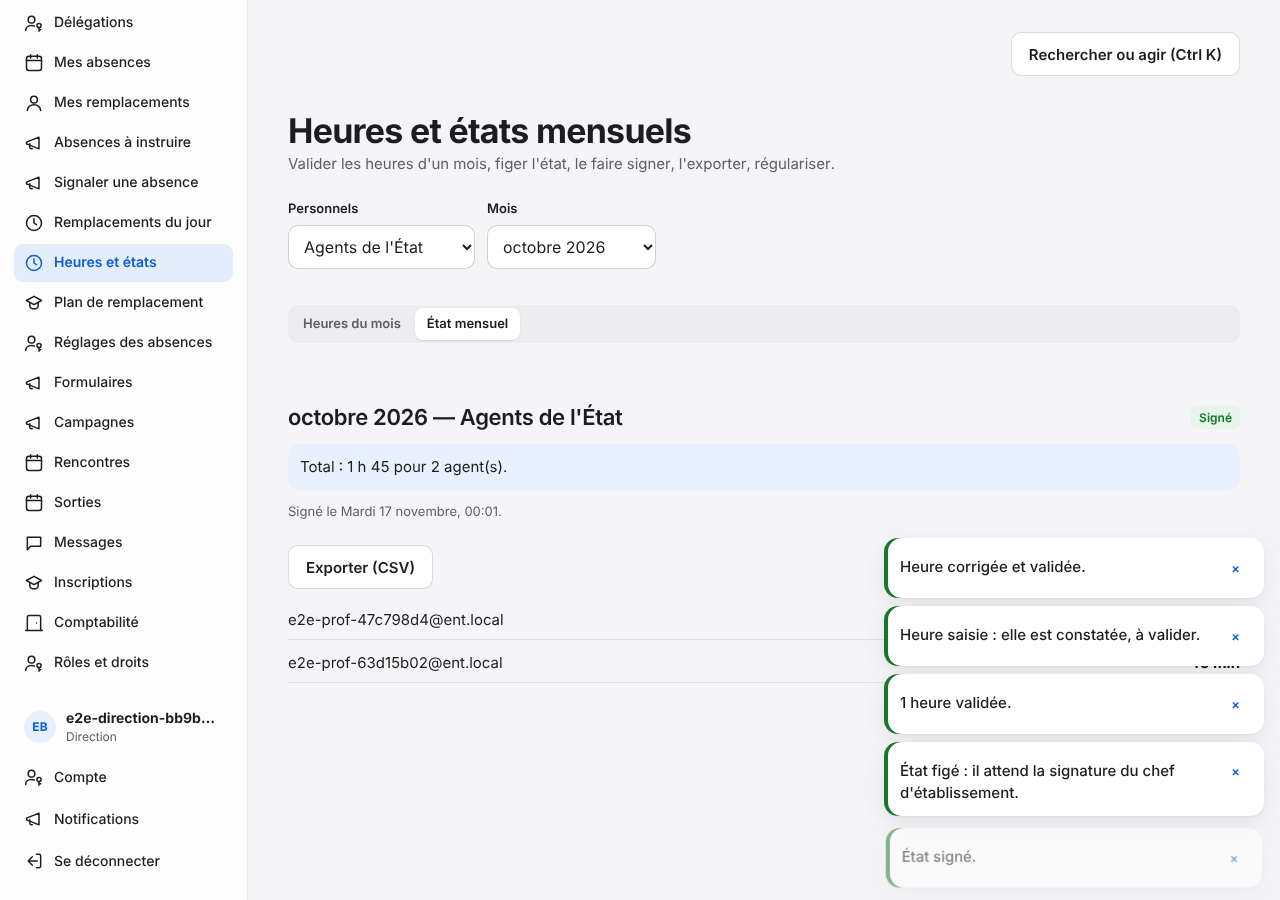 Délégations
Mes absences
Mes remplacements
Absences à instruire
Signaler une absence
Remplacements du jour
Heures et états
Plan de remplacement
Réglages des absences
Formulaires
Campagnes
Rencontres
Sorties
Messages
Inscriptions
Comptabilité
Rôles et droits
EB
e2e-direction-bb9b...
Direction
Compte
Notifications
Se déconnecter
Rechercher ou agir (Ctrl K)
Heures et états mensuels
Valider les heures d'un mois, figer l'état, le faire signer, l'exporter, régulariser.
Personnels
Mois
Agents de l'État
octobre 2026
Heures du mois
État mensuel
octobre 2026 — Agents de l'État
Signé
Total : 1 h 45 pour 2 agent(s).
Signé le Mardi 17 novembre, 00:01.
Exporter (CSV)
e2e-prof-47c798d4@ent.local
e2e-prof-63d15b02@ent.local
Heure corrigée et validée.
×
Heure saisie : elle est constatée, à valider.
×
1 heure validée.
×
État figé : il attend la signature du chef
d'établissement.
×
État signé.
×